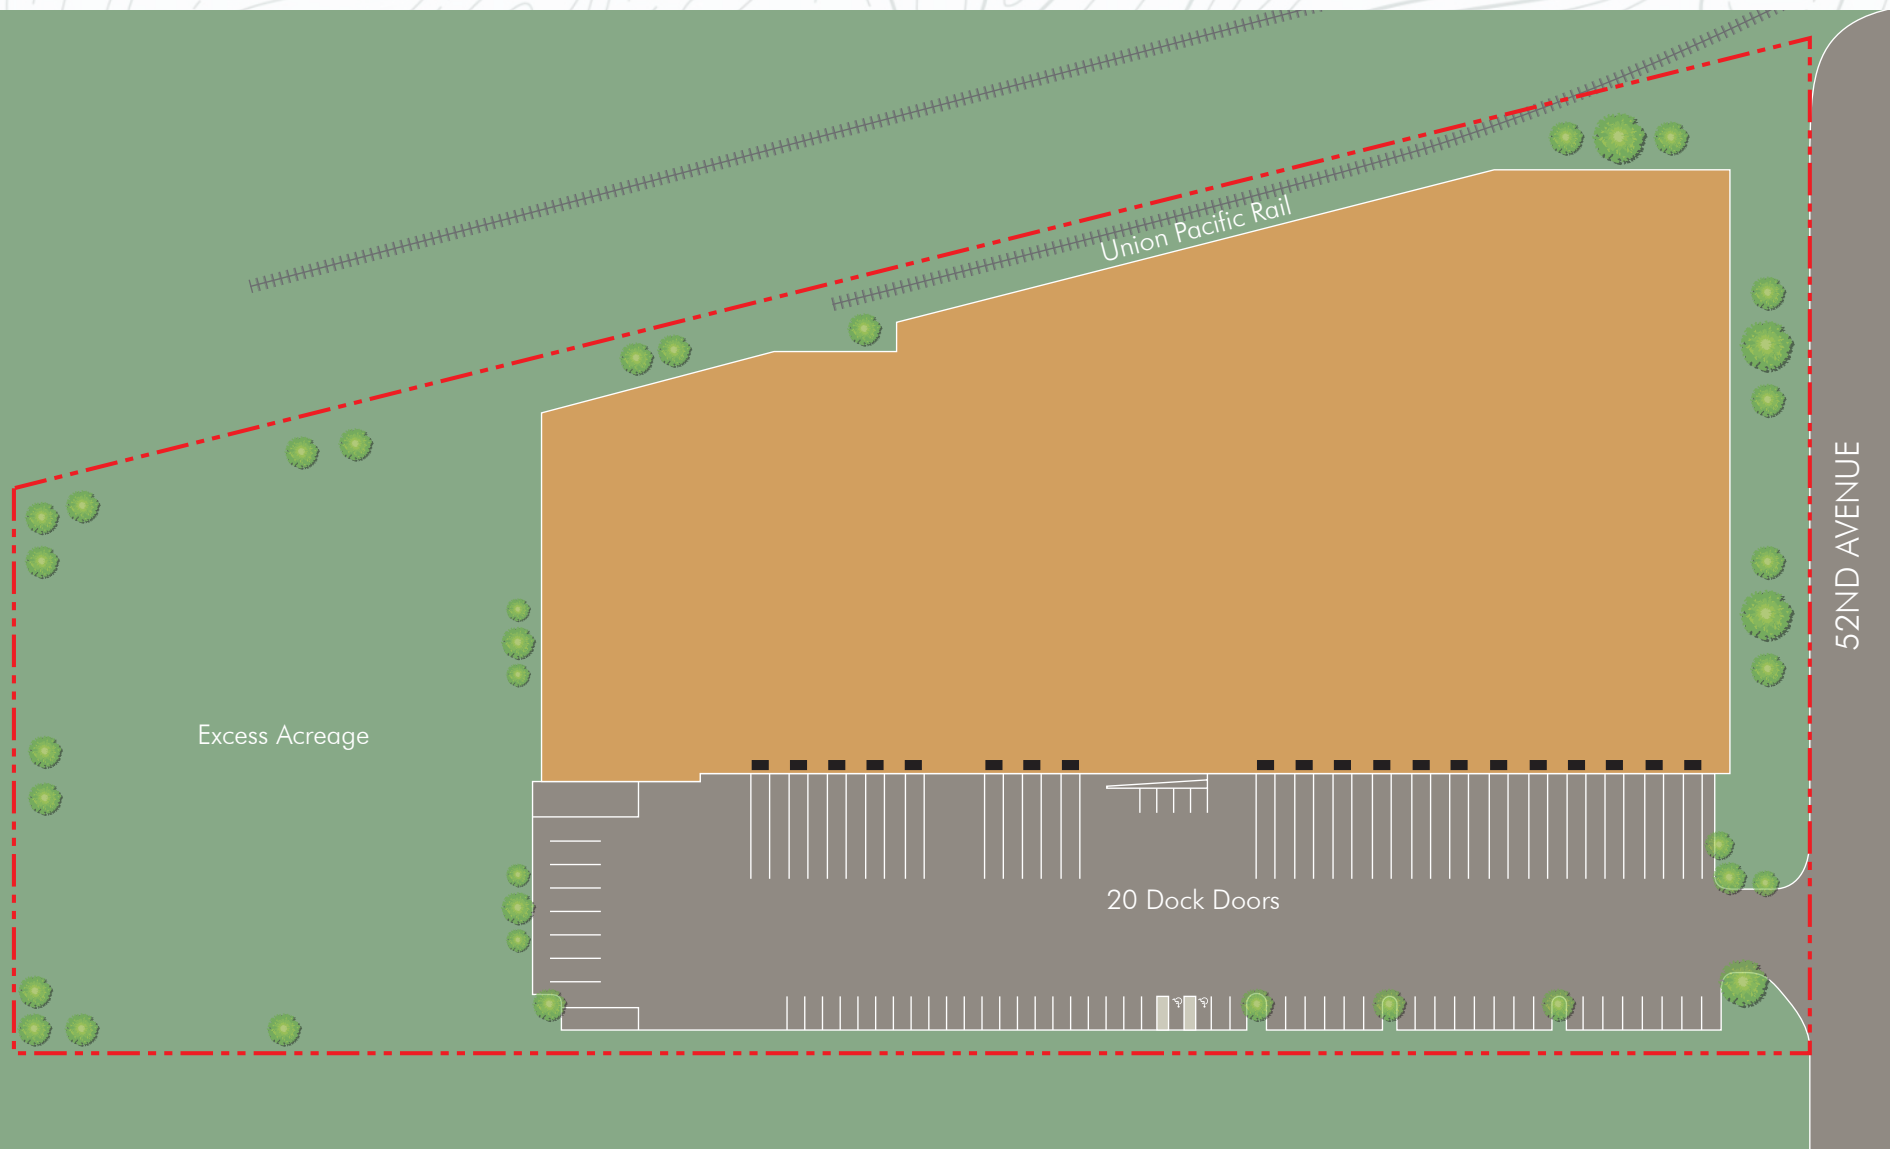 Union Pacific Rail
52ND AVENUE
Excess Acreage
20 Dock Doors